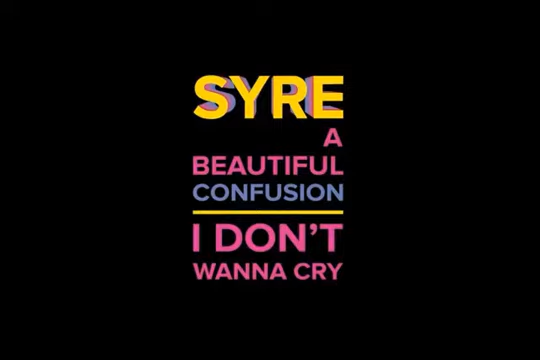 SYRE
A
BEAUTIFUL
CONFUSION
I DON'T
WANNA CRY